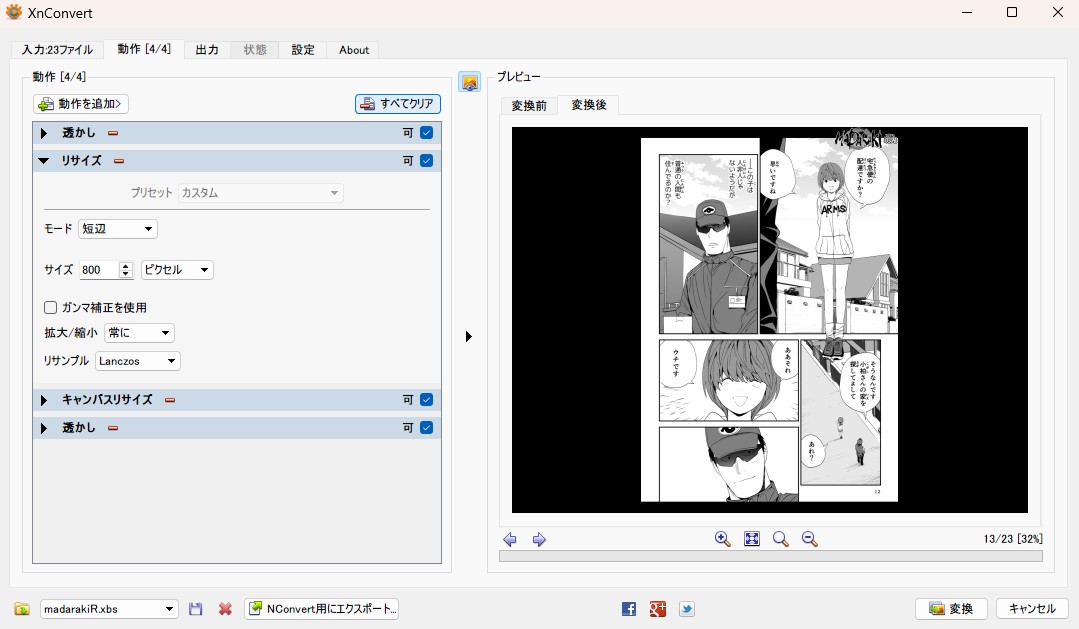 XnConvert
入力:23ファイル
動作 [4/4]
出力
状態
設定
About
動作 [4/4]
動作を追加>
すべてクリア
透かし
可
リサイズ
可
プリセット カスタム
モード 短辺
サイズ 800 ピクセル
ガンマ補正を使用
拡大/縮小 常に
リサンプル Lanczos
キャンバスリサイズ
可
透かし
可
プレビュー
変換前
変換後
宅急便の
配達ですか?
早いですね
ARMS
──この子は
人非人じゃ
ないようだが
普通の人間も
住んでるのか?
ああそれ
ウチです
そうなんです
小柏さんの家を
探してまして
あれ?
12
13/23 [32%]
madarakiR.xbs
NConvert用にエクスポート...
変換
キャンセル